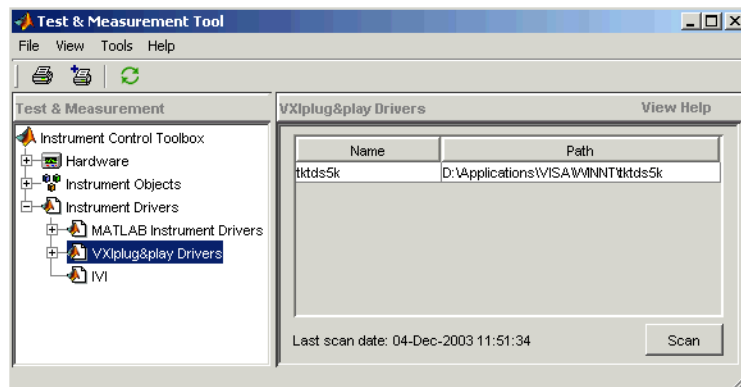 Test & Measurement Tool
File View Tools Help
Test & Measurement
Instrument Control Toolbox
Hardware
Instrument Objects
Instrument Drivers
MATLAB Instrument Drivers
VXIplug&play Drivers
IVI
VXIplug&play Drivers View Help
Name Path
tktds5k D:\Applications\VISA\WINNT\tktds5k
Last scan date: 04-Dec-2003 11:51:34 Scan